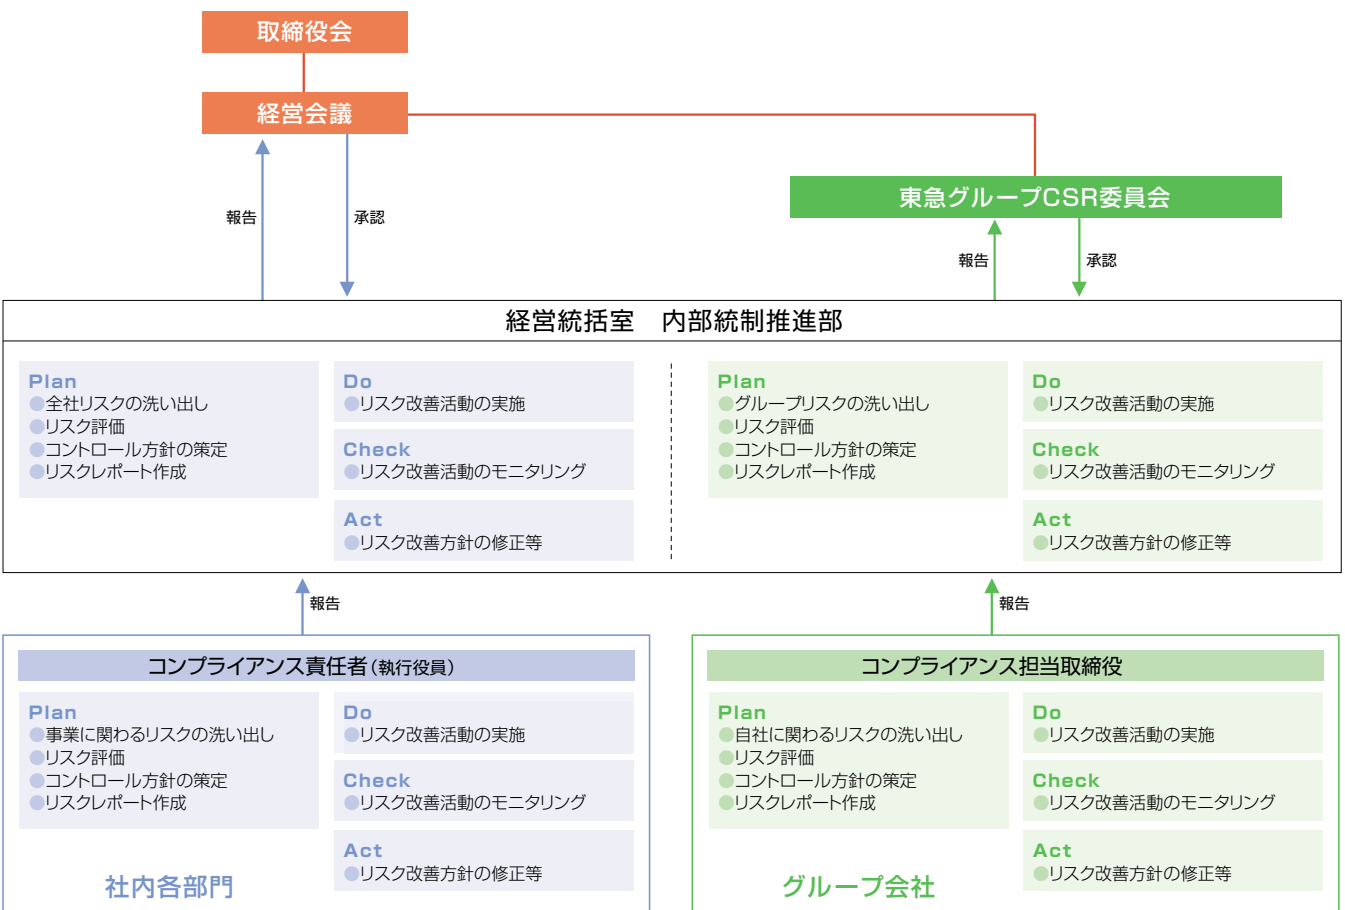 取締役会
経営会議
報告
承認
東急グループCSR委員会
報告
承認
経営統括室　内部統制推進部
Plan
●全社リスクの洗い出し
●リスク評価
●コントロール方針の策定
●リスクレポート作成
Do
●リスク改善活動の実施
Check
●リスク改善活動のモニタリング
Act
●リスク改善方針の修正等
Plan
●グループリスクの洗い出し
●リスク評価
●コントロール方針の策定
●リスクレポート作成
Do
●リスク改善活動の実施
Check
●リスク改善活動のモニタリング
Act
●リスク改善方針の修正等
報告
報告
コンプライアンス責任者（執行役員）
Plan
●事業に関わるリスクの洗い出し
●リスク評価
●コントロール方針の策定
●リスクレポート作成
Do
●リスク改善活動の実施
Check
●リスク改善活動のモニタリング
Act
●リスク改善方針の修正等
社内各部門
コンプライアンス担当取締役
Plan
●自社に関わるリスクの洗い出し
●リスク評価
●コントロール方針の策定
●リスクレポート作成
Do
●リスク改善活動の実施
Check
●リスク改善活動のモニタリング
Act
●リスク改善方針の修正等
グループ会社